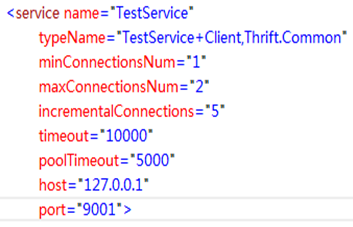 <service name="TestService"
typeName="TestService+Client,Thrift.Common"
minConnectionsNum="1"
maxConnectionsNum="2"
incrementalConnections="5"
timeout="10000"
poolTimeout="5000"
host="127.0.0.1"
port="9001">